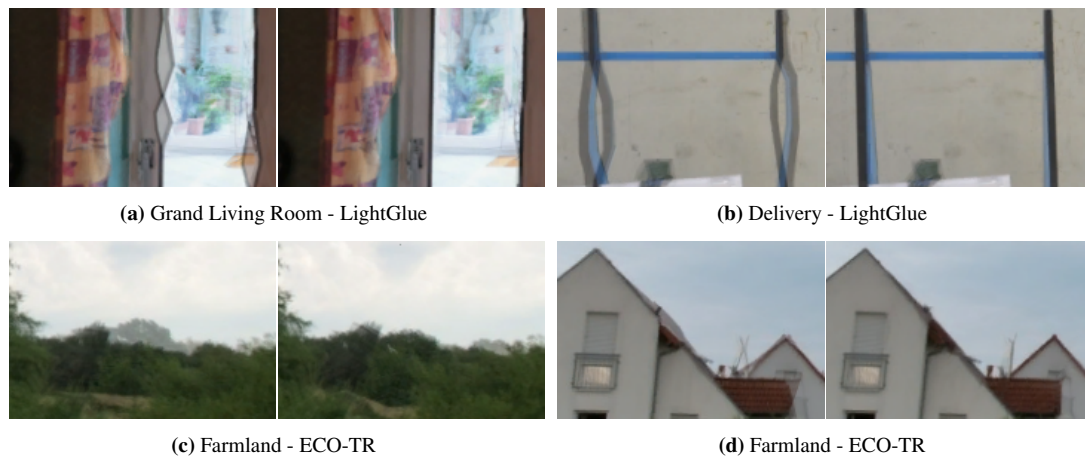 (a) Grand Living Room - LightGlue
(b) Delivery - LightGlue
(c) Farmland - ECO-TR
(d) Farmland - ECO-TR